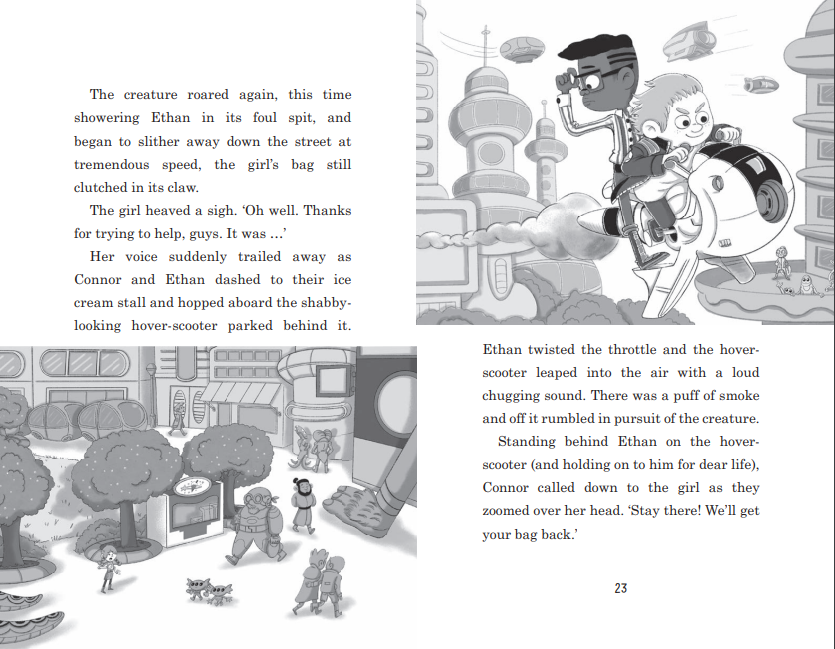 The creature roared again, this time
showering Ethan in its foul spit, and
began to slither away down the street at
tremendous speed, the girl’s bag still
clutched in its claw.
The girl heaved a sigh. ‘Oh well. Thanks
for trying to help, guys. It was …’
Her voice suddenly trailed away as
Connor and Ethan dashed to their ice
cream stall and hopped aboard the shabby-
looking hover-scooter parked behind it.
Ethan twisted the throttle and the hover-
scooter leaped into the air with a loud
chugging sound. There was a puff of smoke
and off it rumbled in pursuit of the creature.
Standing behind Ethan on the hover-
scooter (and holding on to him for dear life),
Connor called down to the girl as they
zoomed over her head. ‘Stay there! We’ll get
your bag back.’
23